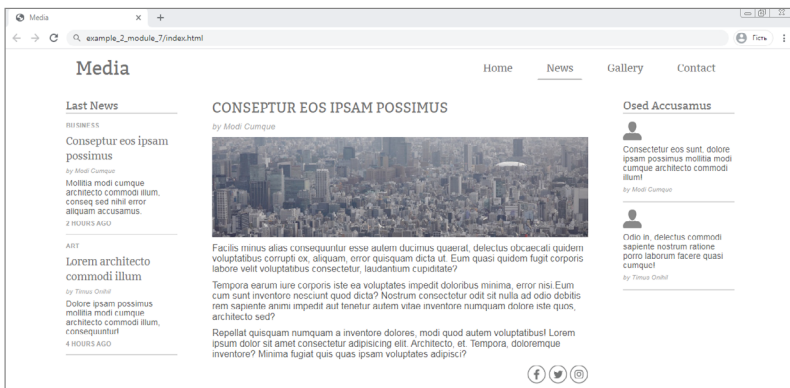 Media
example_2_module_7/index.html
Гість
Media
Home News Gallery Contact
Last News
BUSINESS
Conseptur eos ipsam
possimus
by Modi Cumque
Mollitia modi cumque
architecto commodi illum,
conseq sed nihil error
aliquam accusamus.
2 HOURS AGO
ART
Lorem architecto
commodi illum
by Timus Onihil
Dolore ipsam possimus
mollitia modi cumque
architecto commodi illum,
consequuntur!
4 HOURS AGO
CONSEPTUR EOS IPSAM POSSIMUS
by Modi Cumque
Facilis minus alias consequuntur esse autem ducimus quaerat, delectus obcaecati quidem
voluptatibus corrupti ex, aliquam, error quisquam dicta ut. Eum quasi quidem fugit corporis
labore velit voluptatibus consectetur, laudantium cupiditate?
Tempora earum iure corporis iste ea voluptates impedit doloribus minima, error nisi.Eum
cum sunt inventore nesciunt quod dicta? Nostrum consectetur odit sit nulla ad odio debitis
rem sapiente animi impedit aut tenetur autem vitae inventore numquam dolore iste quos,
architecto sed?
Repellat quisquam numquam a inventore dolores, modi quod autem voluptatibus! Lorem
ipsum dolor sit amet consectetur adipisicing elit. Architecto, et. Tempora, doloremque
inventore? Minima fugiat quis quas ipsam voluptates adipisci?
Osed Accusamus
Consectetur eos sunt, dolore
ipsam possimus mollitia modi
cumque architecto commodi
illum!
by Modi Cumque
Odio in, delectus commodi
sapiente nostrum ratione
porro laborum facere quasi
cumque!
by Timus Onihil